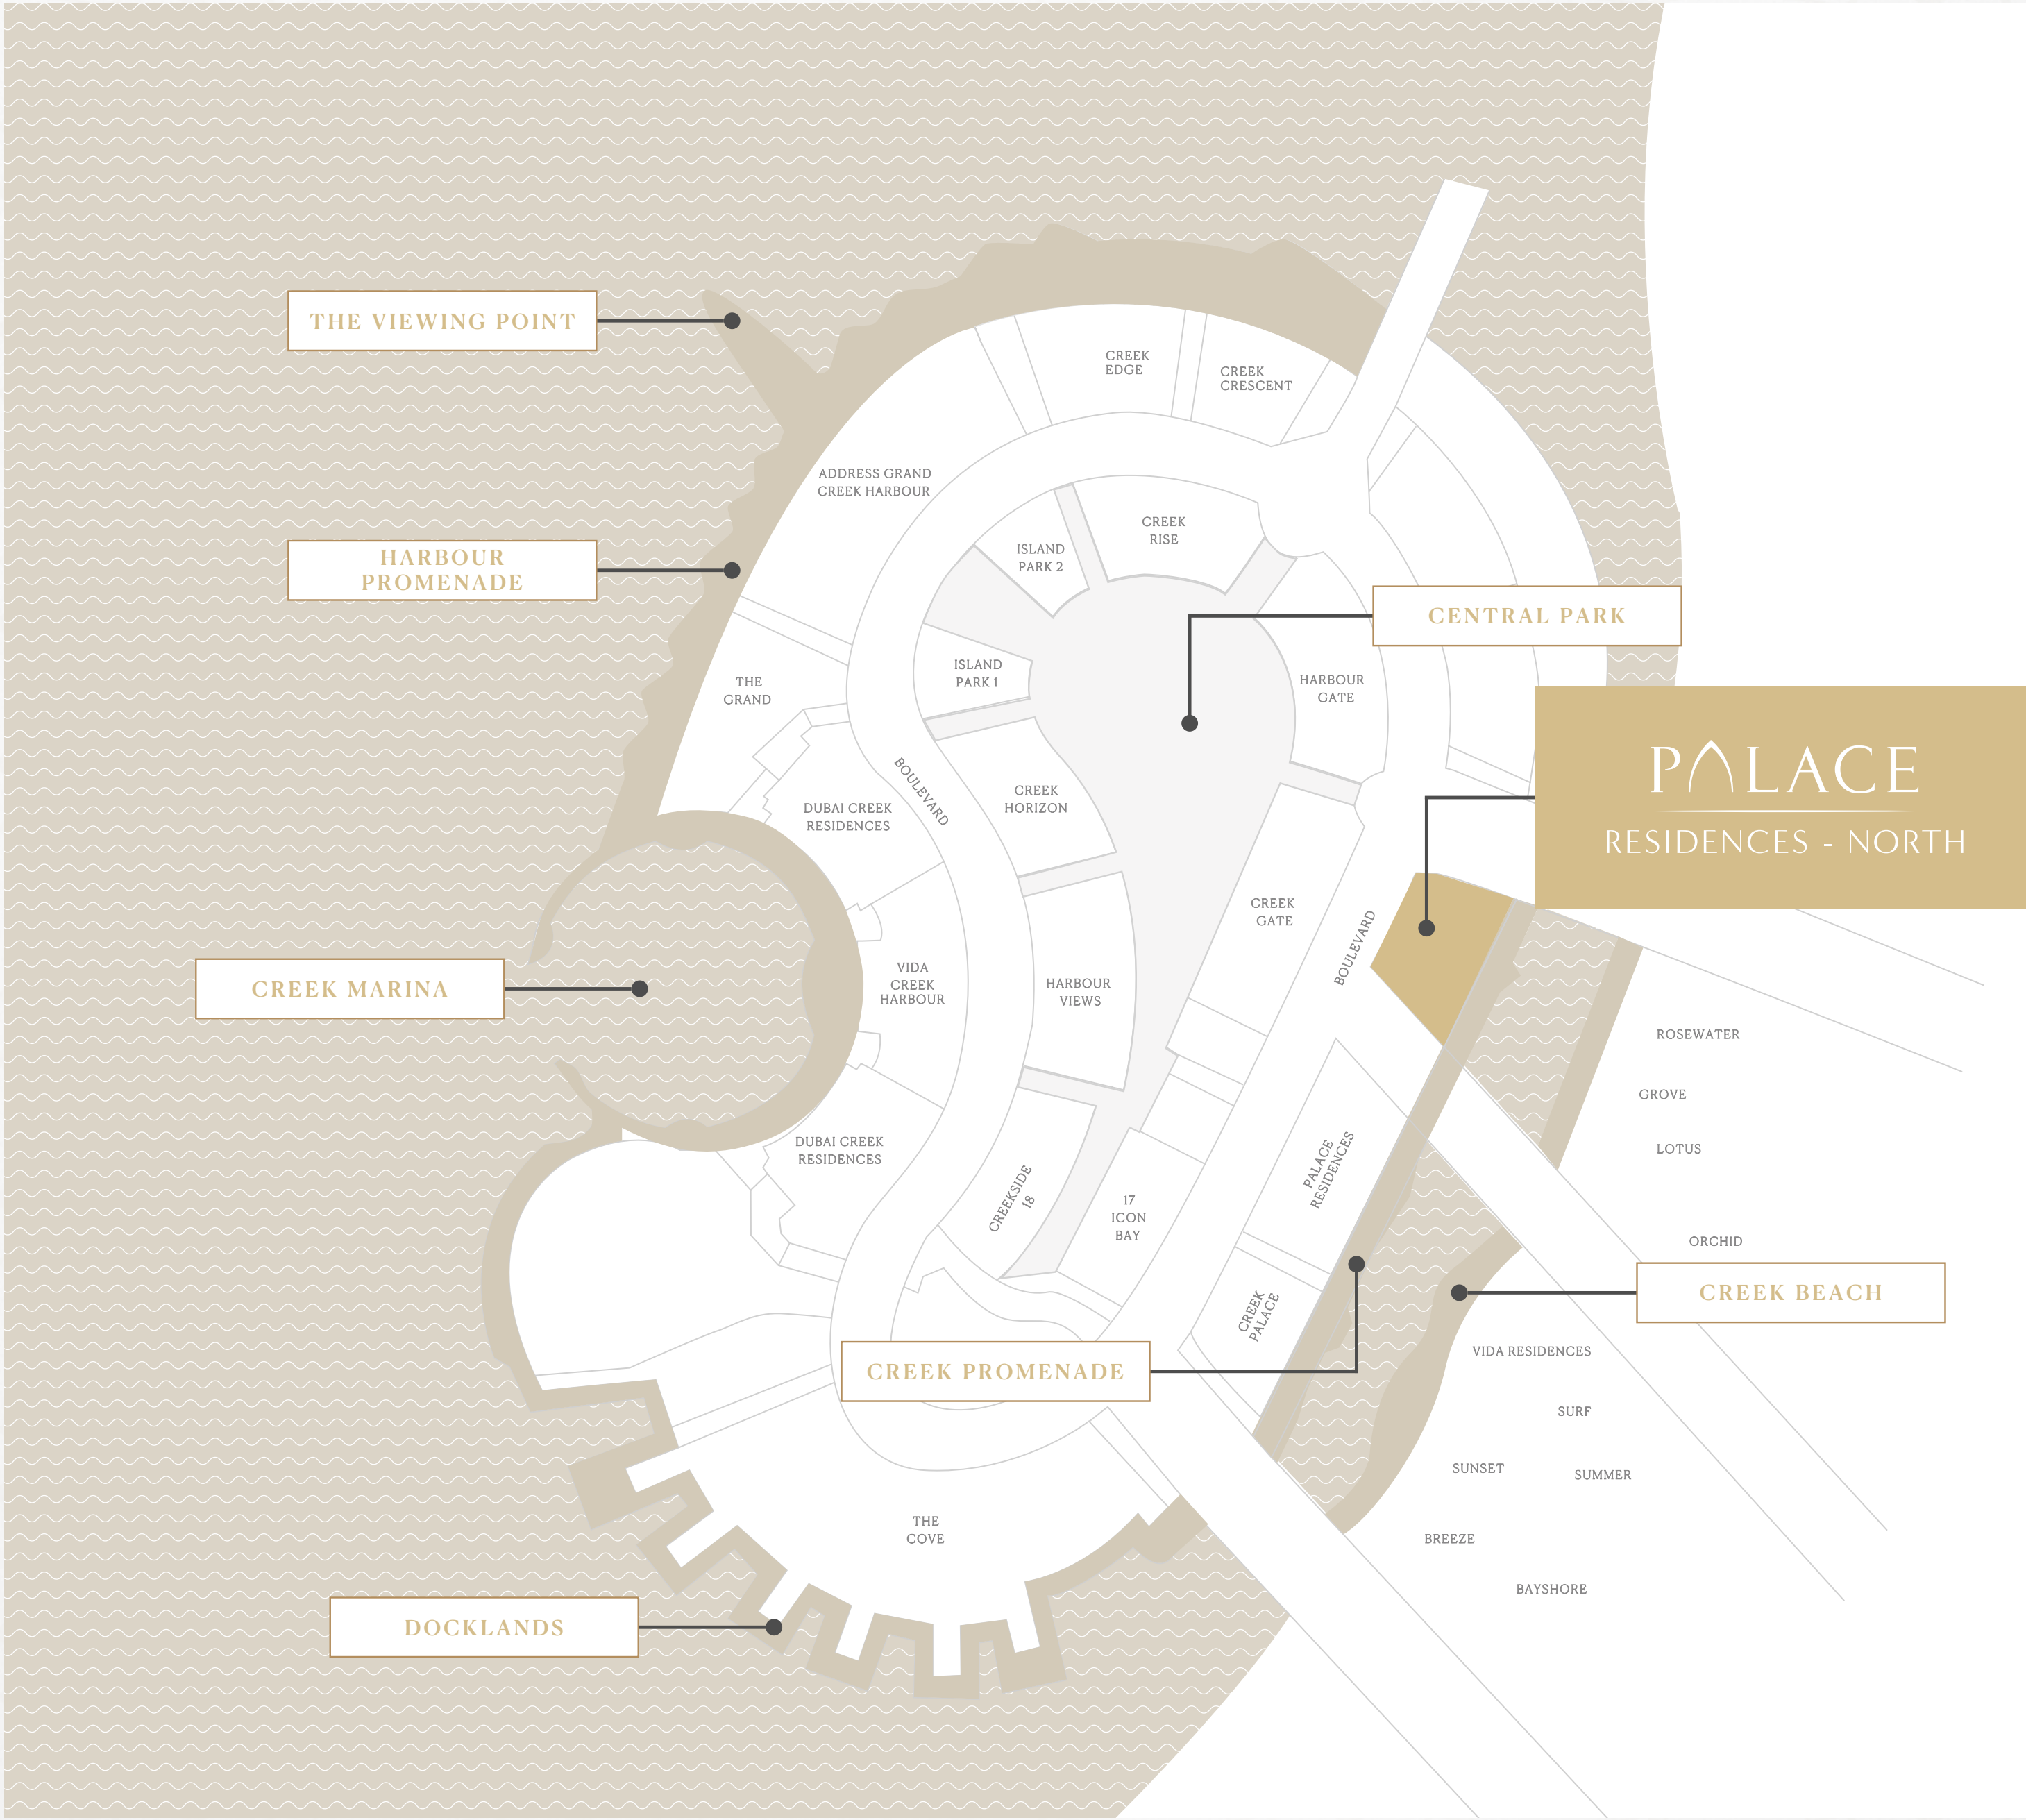 THE VIEWING POINT
CREEK
EDGE
CREEK
CRESCENT
ADDRESS GRAND
CREEK HARBOUR
HARBOUR
PROMENADE
ISLAND
PARK 2
CREEK
RISE
CENTRAL PARK
ISLAND
PARK 1
THE
GRAND
HARBOUR
GATE
PALACE
RESIDENCES - NORTH
BOULEVARD
CREEK
HORIZON
DUBAI CREEK
RESIDENCES
CREEK
GATE
BOULEVARD
CREEK MARINA
VIDA
CREEK
HARBOUR
HARBOUR
VIEWS
ROSEWATER
GROVE
LOTUS
DUBAI CREEK
RESIDENCES
CREEKSIDE
18
17
ICON
BAY
PALACE
RESIDENCES
ORCHID
CREEK BEACH
CREEK
PALACE
CREEK PROMENADE
VIDA RESIDENCES
SURF
SUNSET
SUMMER
THE
COVE
BREEZE
BAYSHORE
DOCKLANDS